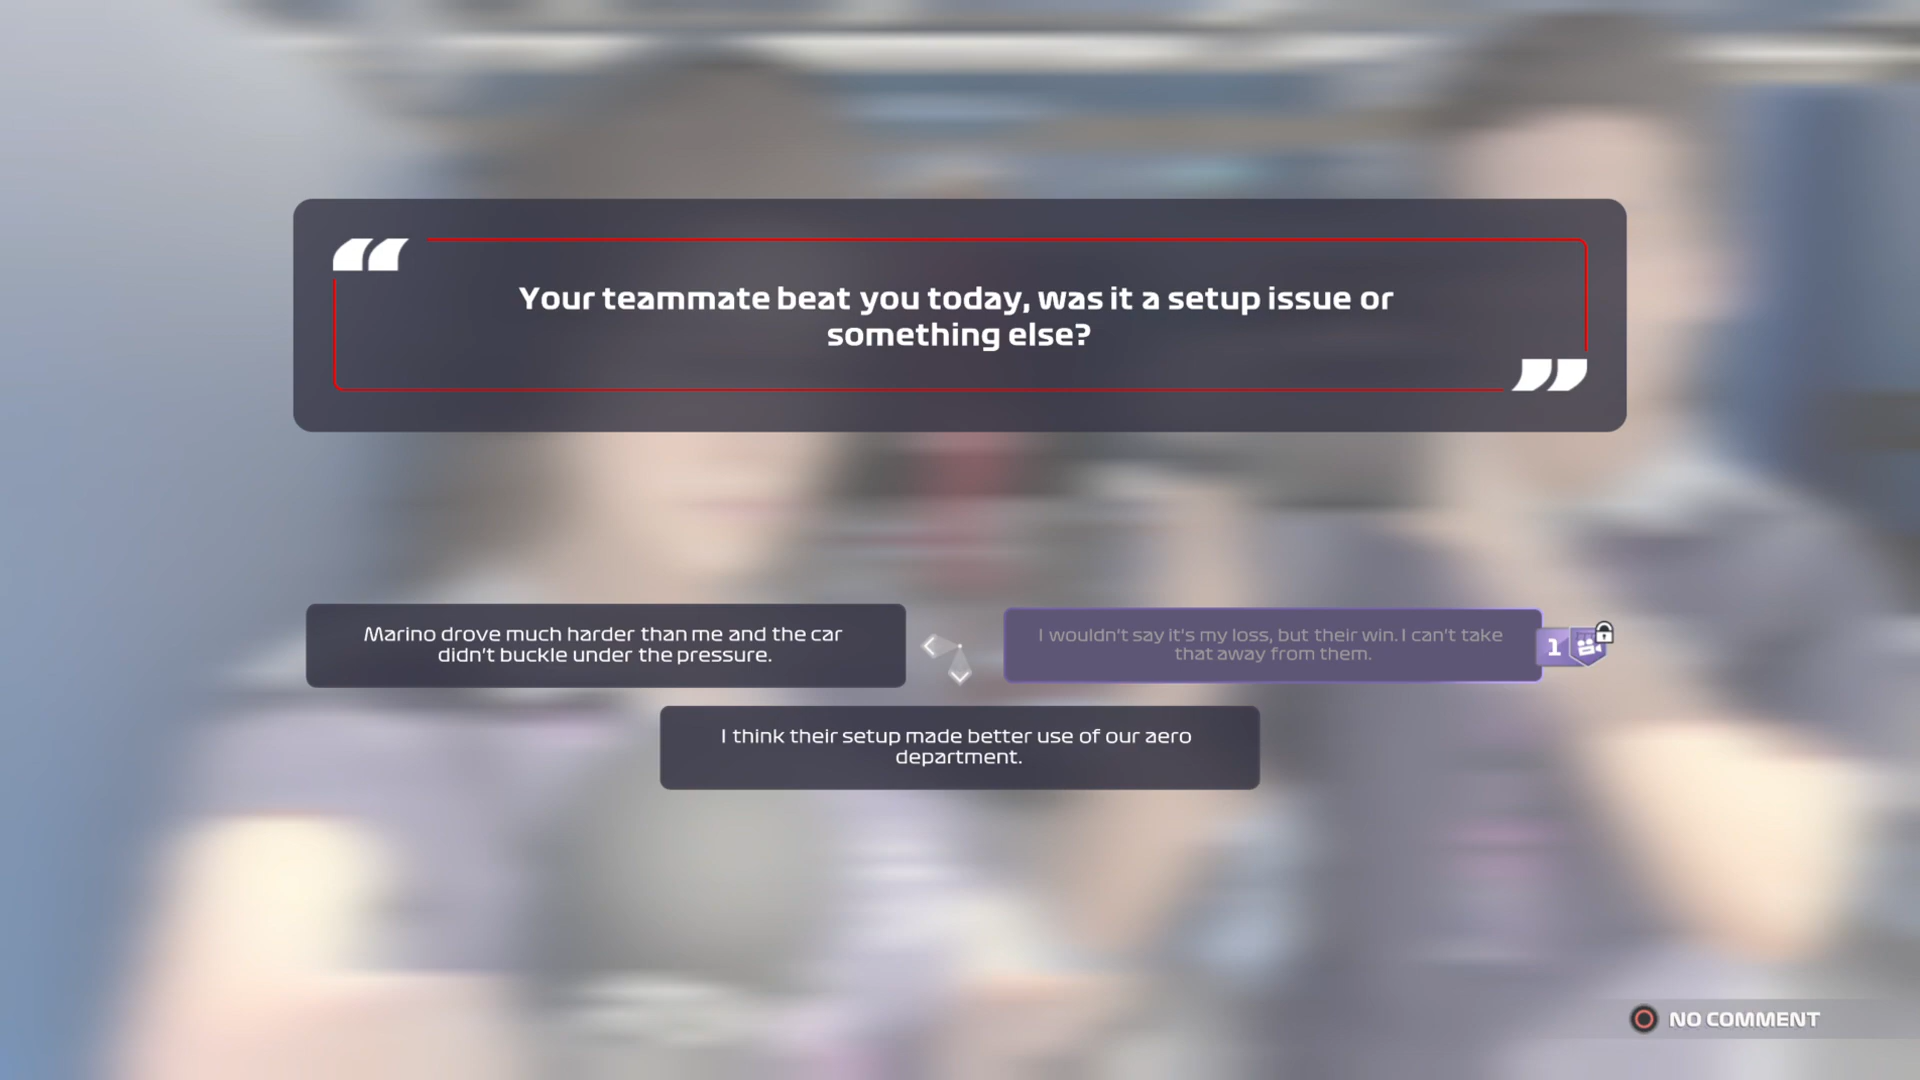 Your teammate beat you today, was it a setup issue or
something else?
Marino drove much harder than me and the car
didn't buckle under the pressure.
I wouldn't say it's my loss, but their win. I can't take
that away from them.
1
I think their setup made better use of our aero
department.
NO COMMENT